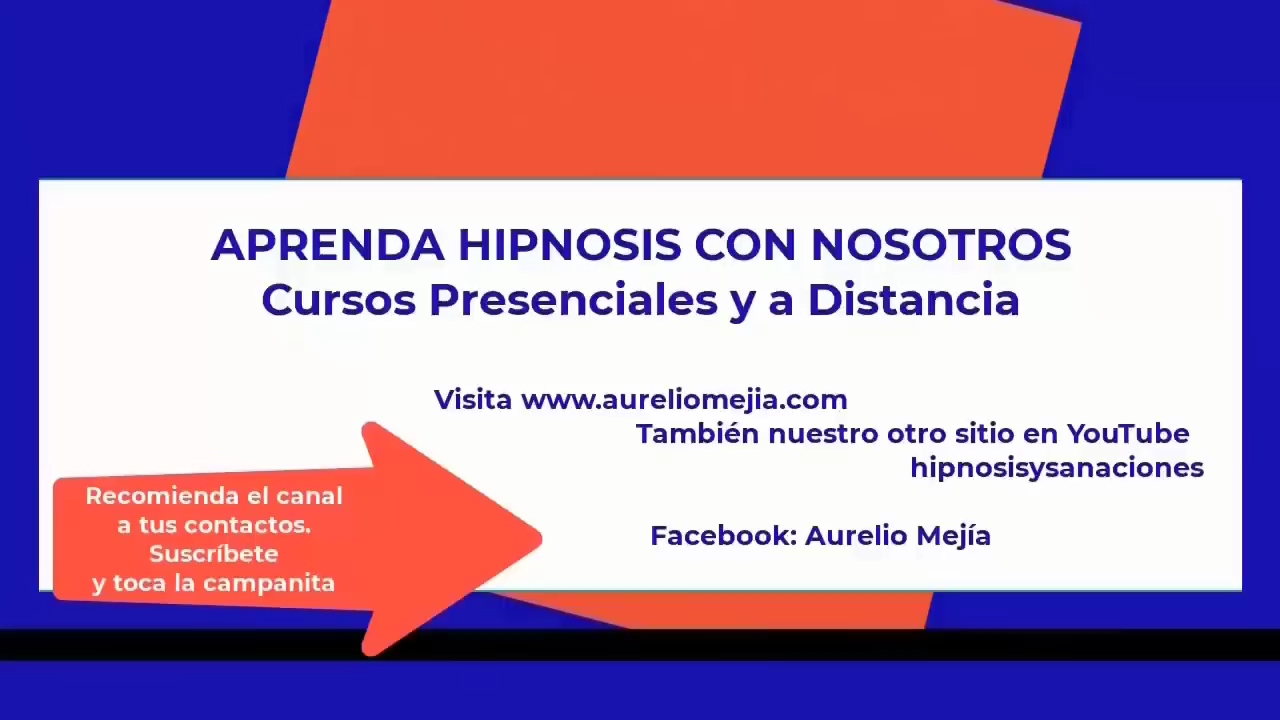 APRENDA HIPNOSIS CON NOSOTROS
Cursos Presenciales y a Distancia
Visita www.aureliomejia.com
También nuestro otro sitio en YouTube
hipnosisysanaciones
Facebook: Aurelio Mejía
Recomienda el canal
a tus contactos.
Suscríbete
y toca la campanita